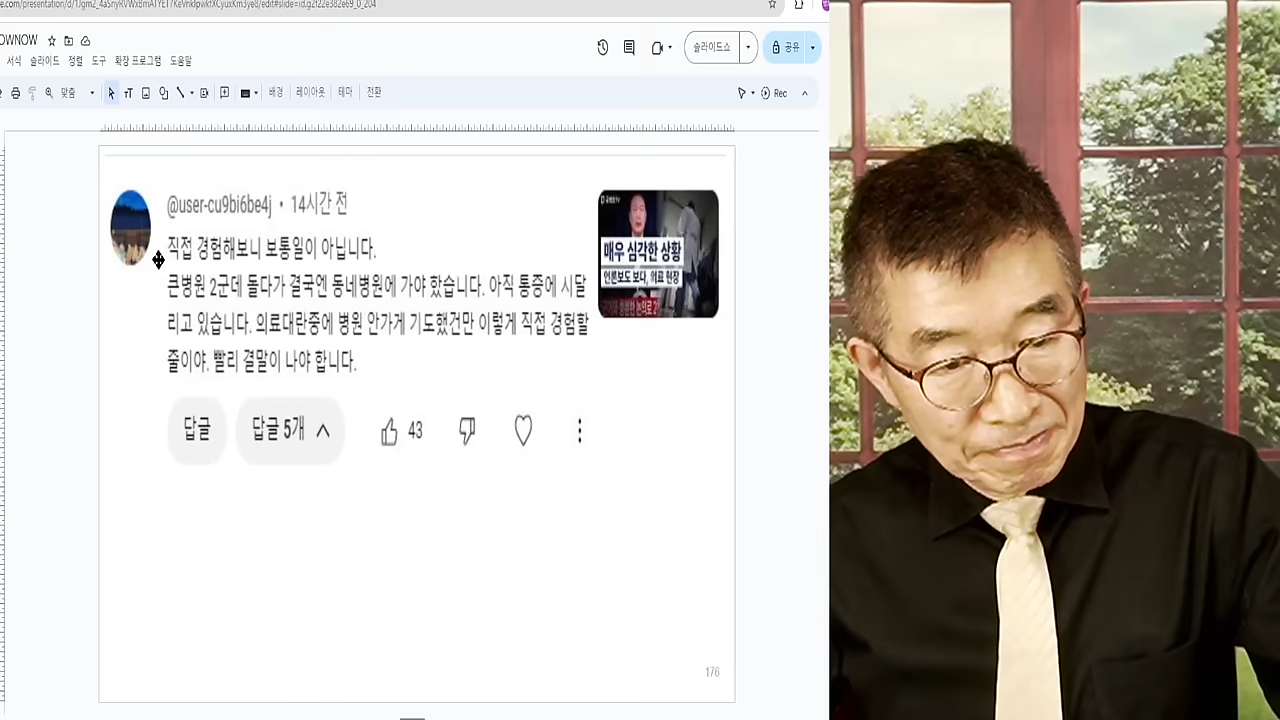 OWNOW
서식 슬라이드 정렬 도구 확장 프로그램 도움말
슬라이드쇼
공유
맞춤
배경 레이아웃 테마 전환
Rec
@user-cu9bi6be4j • 14시간 전
직접 경험해보니 보통일이 아닙니다.
큰병원 2군데 돌다가 결국엔 동네병원에 가야 핬습니다. 아직 통증에 시달
리고 있습니다. 의료대란중에 병원 안가게 기도했건만 이렇게 직접 경험할
줄이야. 빨리 결말이 나야 합니다.
매우 심각한 상황
언론보도 보다, 의료 현장
답글
답글 5개
43
176